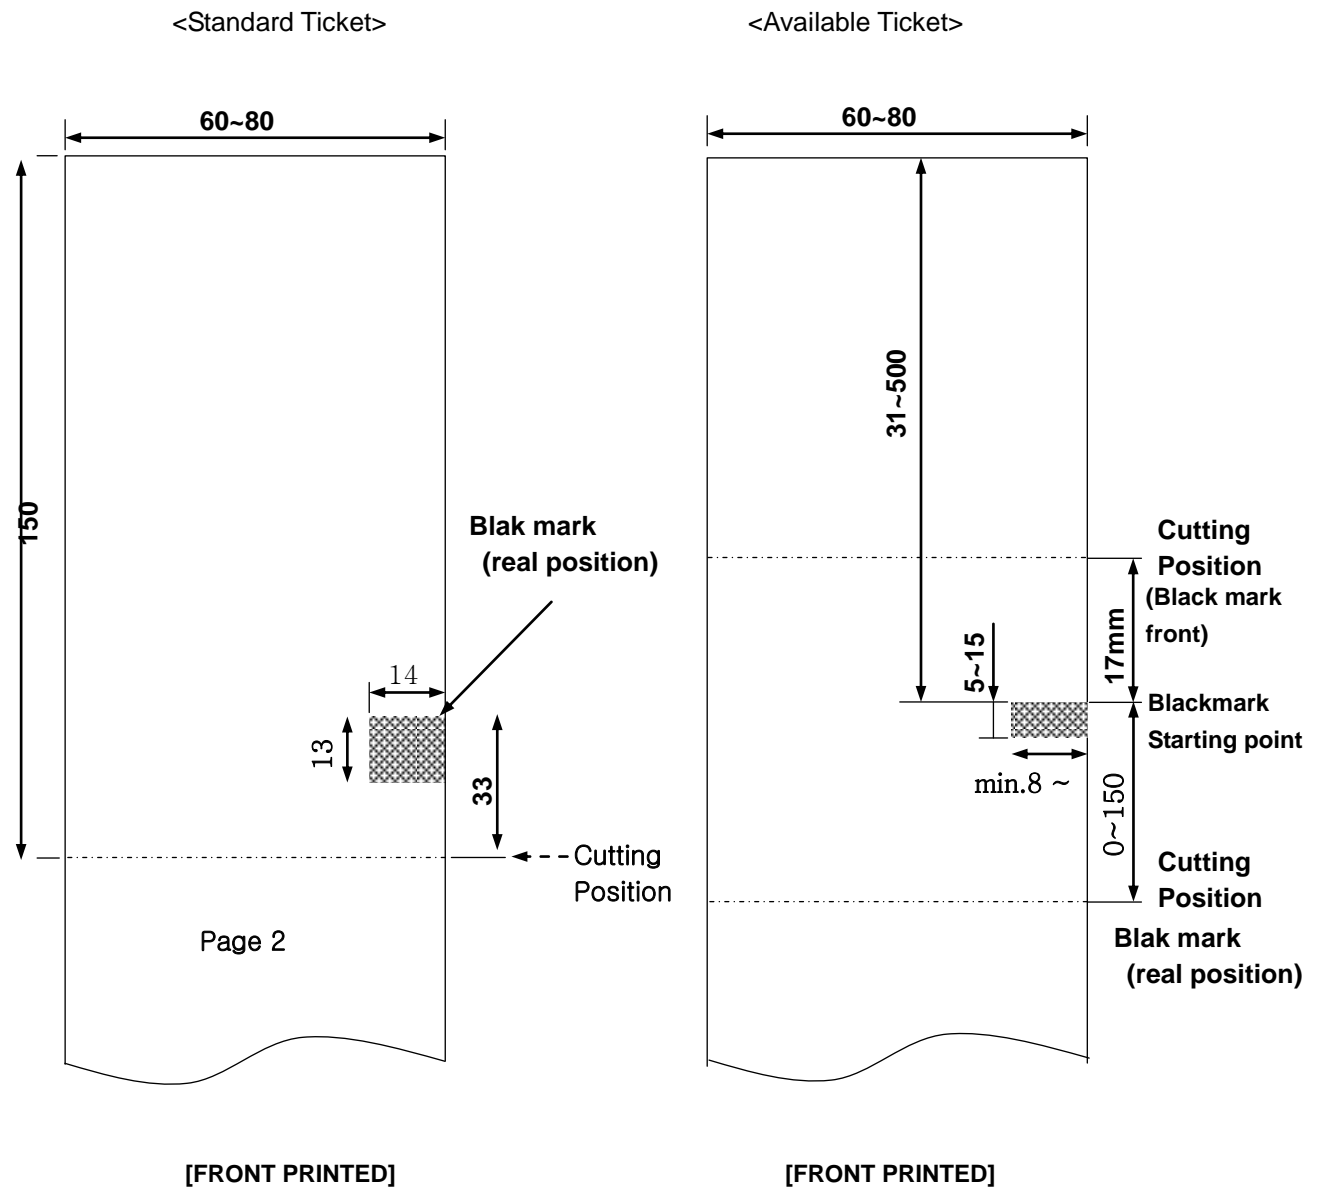 <Standard Ticket>
<Available Ticket>
60~80
60~80
150
31~500
Blak mark
(real position)
Cutting
Position
(Black mark
front)
17mm
5~15
14
13
33
Blackmark
Starting point
min.8 ~
0~150
Cutting
Position
Cutting
Position
Page 2
Blak mark
(real position)
[FRONT PRINTED]
[FRONT PRINTED]